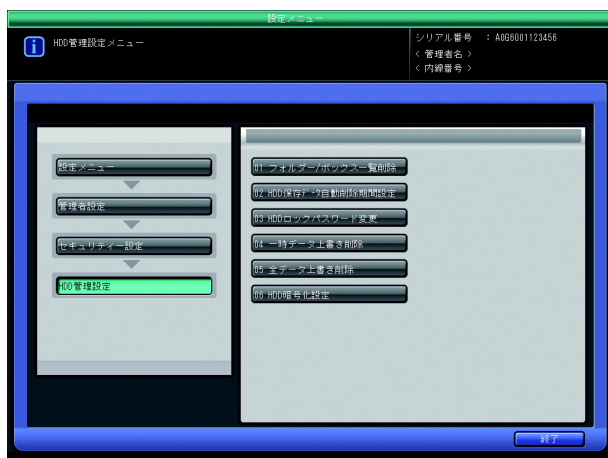 設定メニュー
HDD管理設定メニュー
シリアル番号 : A0G6001123456
< 管理者名 >
< 内線番号 >
設定メニュー
管理者設定
セキュリティー設定
HDD管理設定
01 フォルダー/ボックス一覧削除
02 HDD保存データ自動削除期間設定
03 HDDロックパスワード変更
04 一時データ上書き削除
05 全データ上書き削除
06 HDD暗号化設定
終了